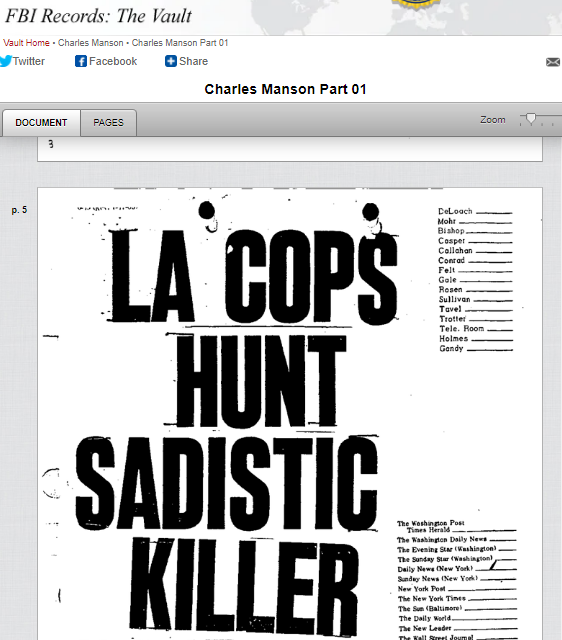 FBI Records: The Vault
Vault Home • Charles Manson • Charles Manson Part 01
Twitter Facebook Share
Charles Manson Part 01
DOCUMENT PAGES Zoom
3
p. 5
LA COPS
HUNT
SADISTIC
KILLER
DeLoach
Mohr
Bishop
Casper
Callahan
Conrad
Felt
Gale
Rosen
Sullivan
Tavel
Trotter
Tele. Room
Holmes
Gandy
The Washington Post
Times Herald
The Washington Daily News
The Evening Star (Washington)
The Sunday Star (Washington)
Daily News (New York)
Sunday News (New York)
New York Post
The New York Times
The Sun (Baltimore)
The Daily World
The New Leader
The Wall Street Journal